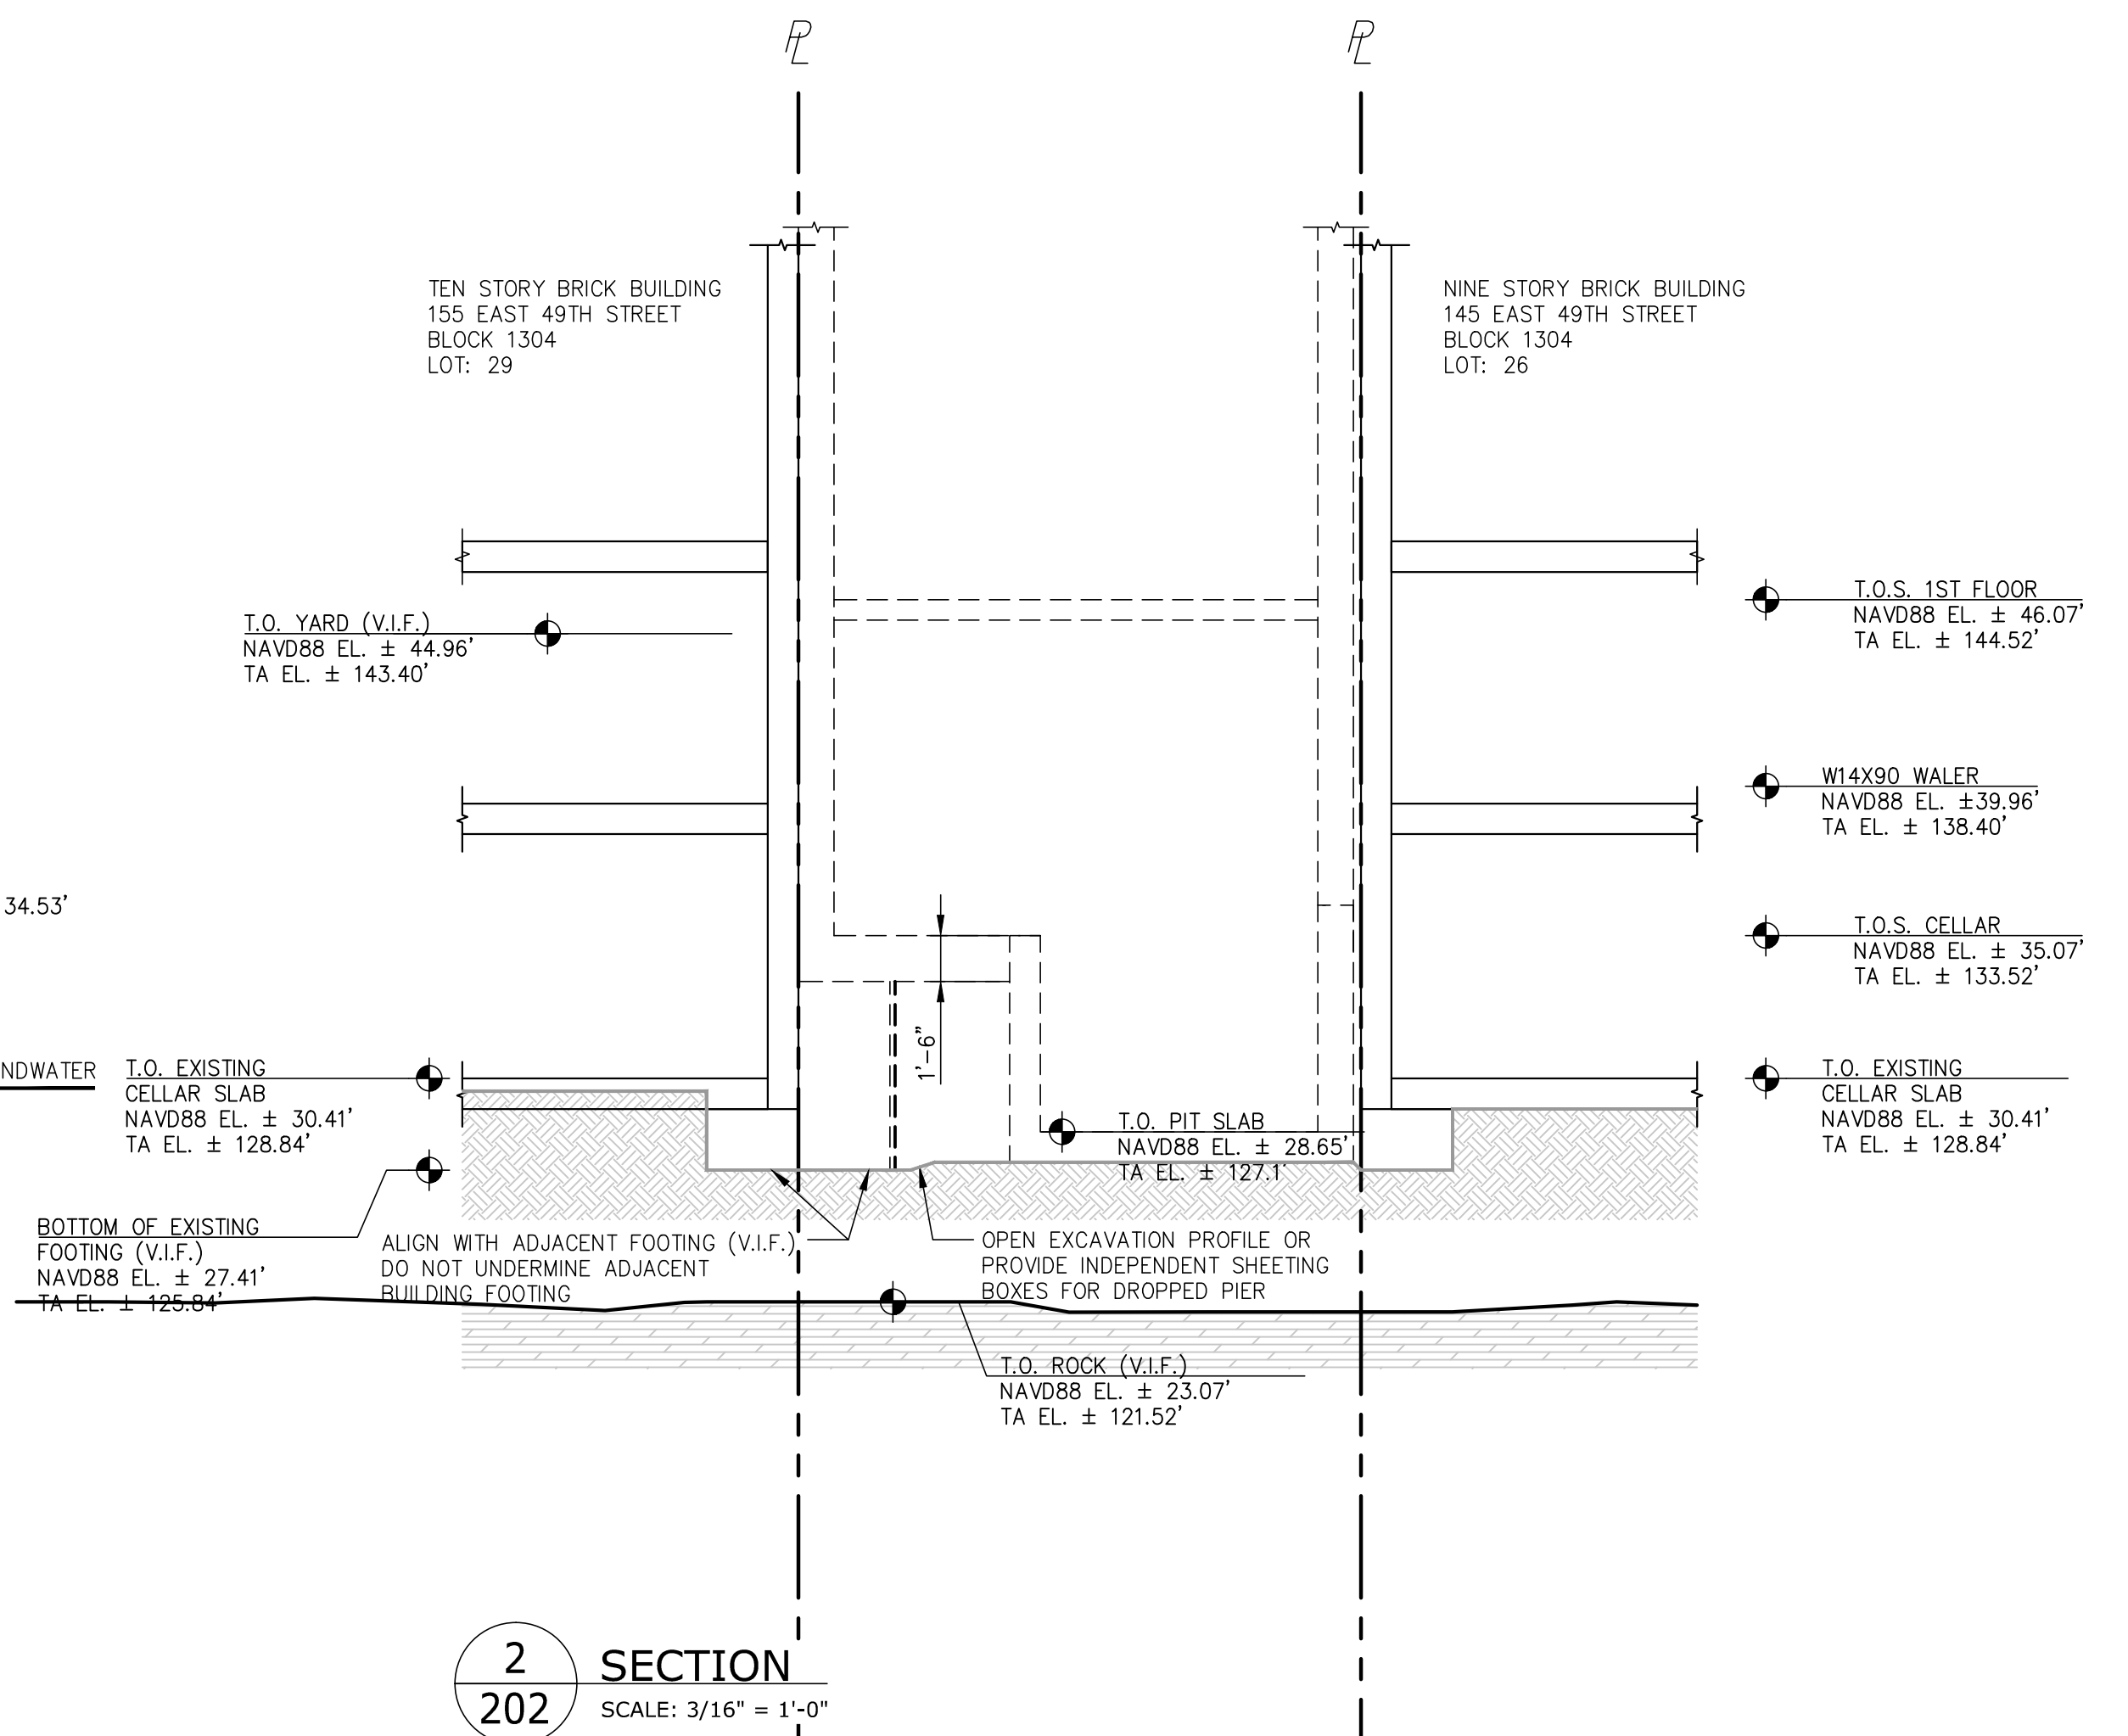 PL
PL
TEN STORY BRICK BUILDING
155 EAST 49TH STREET
BLOCK 1304
LOT: 29
NINE STORY BRICK BUILDING
145 EAST 49TH STREET
BLOCK 1304
LOT: 26
T.O. YARD (V.I.F.)
NAVD88 EL. ± 44.96'
TA EL. ± 143.40'
T.O.S. 1ST FLOOR
NAVD88 EL. ± 46.07'
TA EL. ± 144.52'
W14X90 WALER
NAVD88 EL. ±39.96'
TA EL. ± 138.40'
34.53'
T.O.S. CELLAR
NAVD88 EL. ± 35.07'
TA EL. ± 133.52'
1'-6"
NDWATER
T.O. EXISTING
CELLAR SLAB
NAVD88 EL. ± 30.41'
TA EL. ± 128.84'
T.O. PIT SLAB
NAVD88 EL. ± 28.65'
TA EL. ± 127.1'
T.O. EXISTING
CELLAR SLAB
NAVD88 EL. ± 30.41'
TA EL. ± 128.84'
BOTTOM OF EXISTING
FOOTING (V.I.F.)
NAVD88 EL. ± 27.41'
TA EL. ± 125.84'
ALIGN WITH ADJACENT FOOTING (V.I.F.)
DO NOT UNDERMINE ADJACENT
BUILDING FOOTING
OPEN EXCAVATION PROFILE OR
PROVIDE INDEPENDENT SHEETING
BOXES FOR DROPPED PIER
T.O. ROCK (V.I.F.)
NAVD88 EL. ± 23.07'
TA EL. ± 121.52'
2
202
SECTION
SCALE: 3/16" = 1'-0"